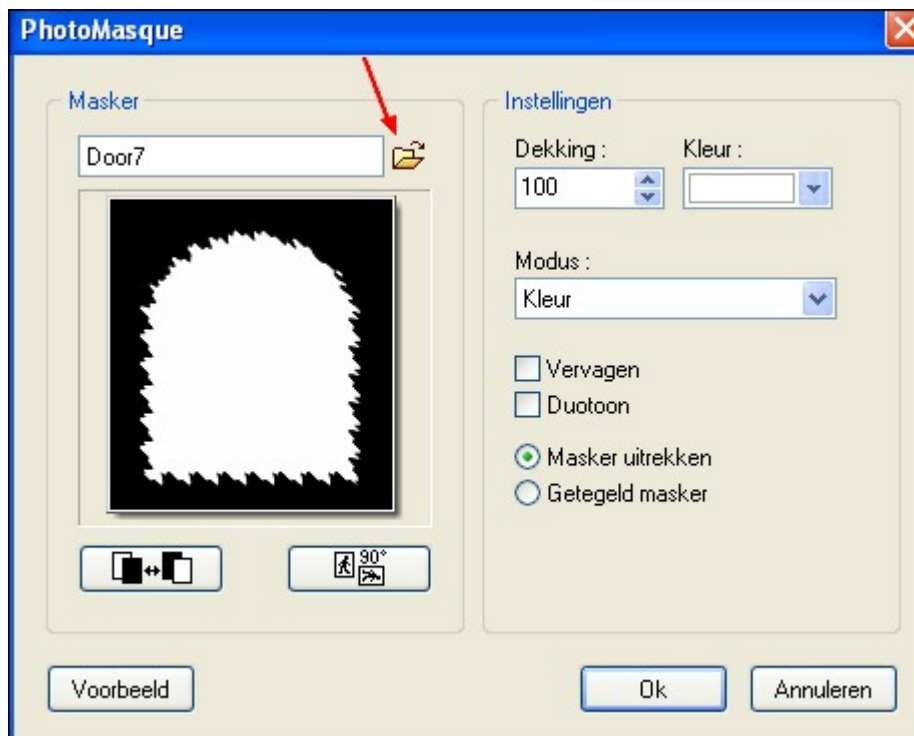 PhotoMasque
Masker
Door7
90°
Instellingen
Dekking :
Kleur :
100
Modus :
Kleur
Vervagen
Duotoon
Masker uitrekken
Getegeld masker
Voorbeeld
Ok
Annuleren